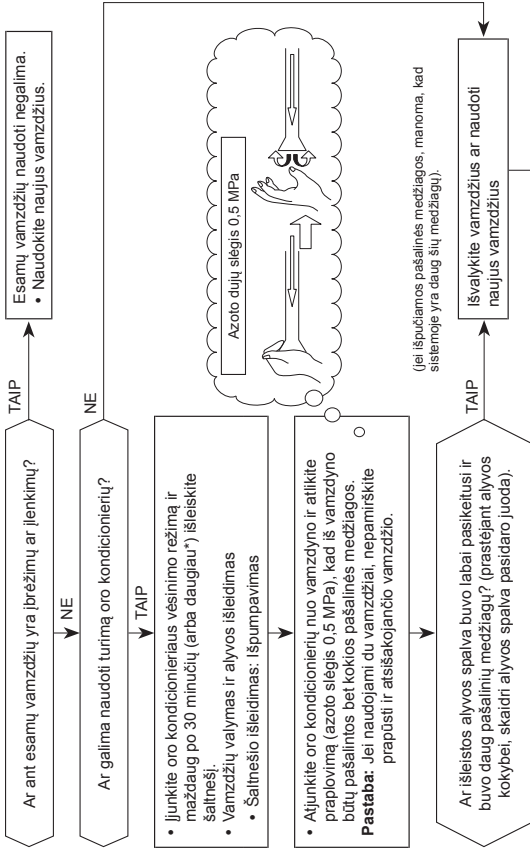 Ar ant esamų vamzdžių yra įbrėžimų ar įlenkimų?
TAIP
Esamų vamzdžių naudoti negalima.
• Naudokite naujus vamzdžius.
NE
Ar galima naudoti turimą oro kondicionierių?
NE
TAIP
• Įjunkite oro kondicionieriaus vėsinimo režimą ir
maždaug po 30 minučių (arba daugiau*) išleiskite
šaltnešį.
• Vamzdžių valymas ir alyvos išleidimas
• Šaltnešio išleidimas: Išpumpavimas
• Atjunkite oro kondicionierių nuo vamzdyno ir atlikite
praplovimą (azoto slėgis 0,5 MPa), kad iš vamzdyno
būtų pašalintos bet kokios pašalinės medžiagos.
Pastaba: Jei naudojami du vamzdžiai, nepamirškite
prapūsti ir atsišakojančio vamzdžio.
Azoto dujų slėgis 0,5 MPa
Ar išleistos alyvos spalva buvo labai pasikeitusi ir
buvo daug pašalinių medžiagų? (prastėjant alyvos
kokybei, skaidri alyvos spalva pasidaro juoda).
TAIP
(jei išpučiamos pašalinės medžiagos, manoma, kad
sistemoje yra daug šių medžiagų).
Išvalykite vamzdžius ar naudoti
naujus vamzdžius